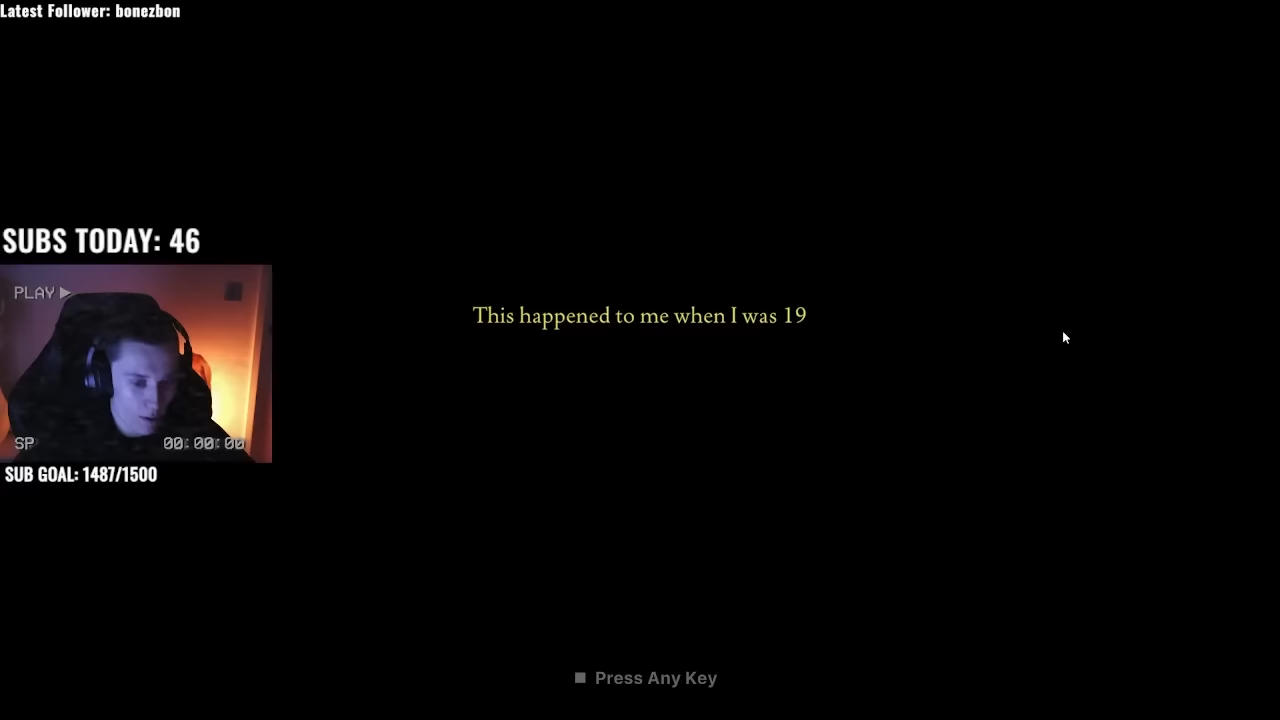 Latest Follower: bonezbon
SUBS TODAY: 46
PLAY
SP 00:00:00
SUB GOAL: 1487/1500
This happened to me when I was 19
Press Any Key